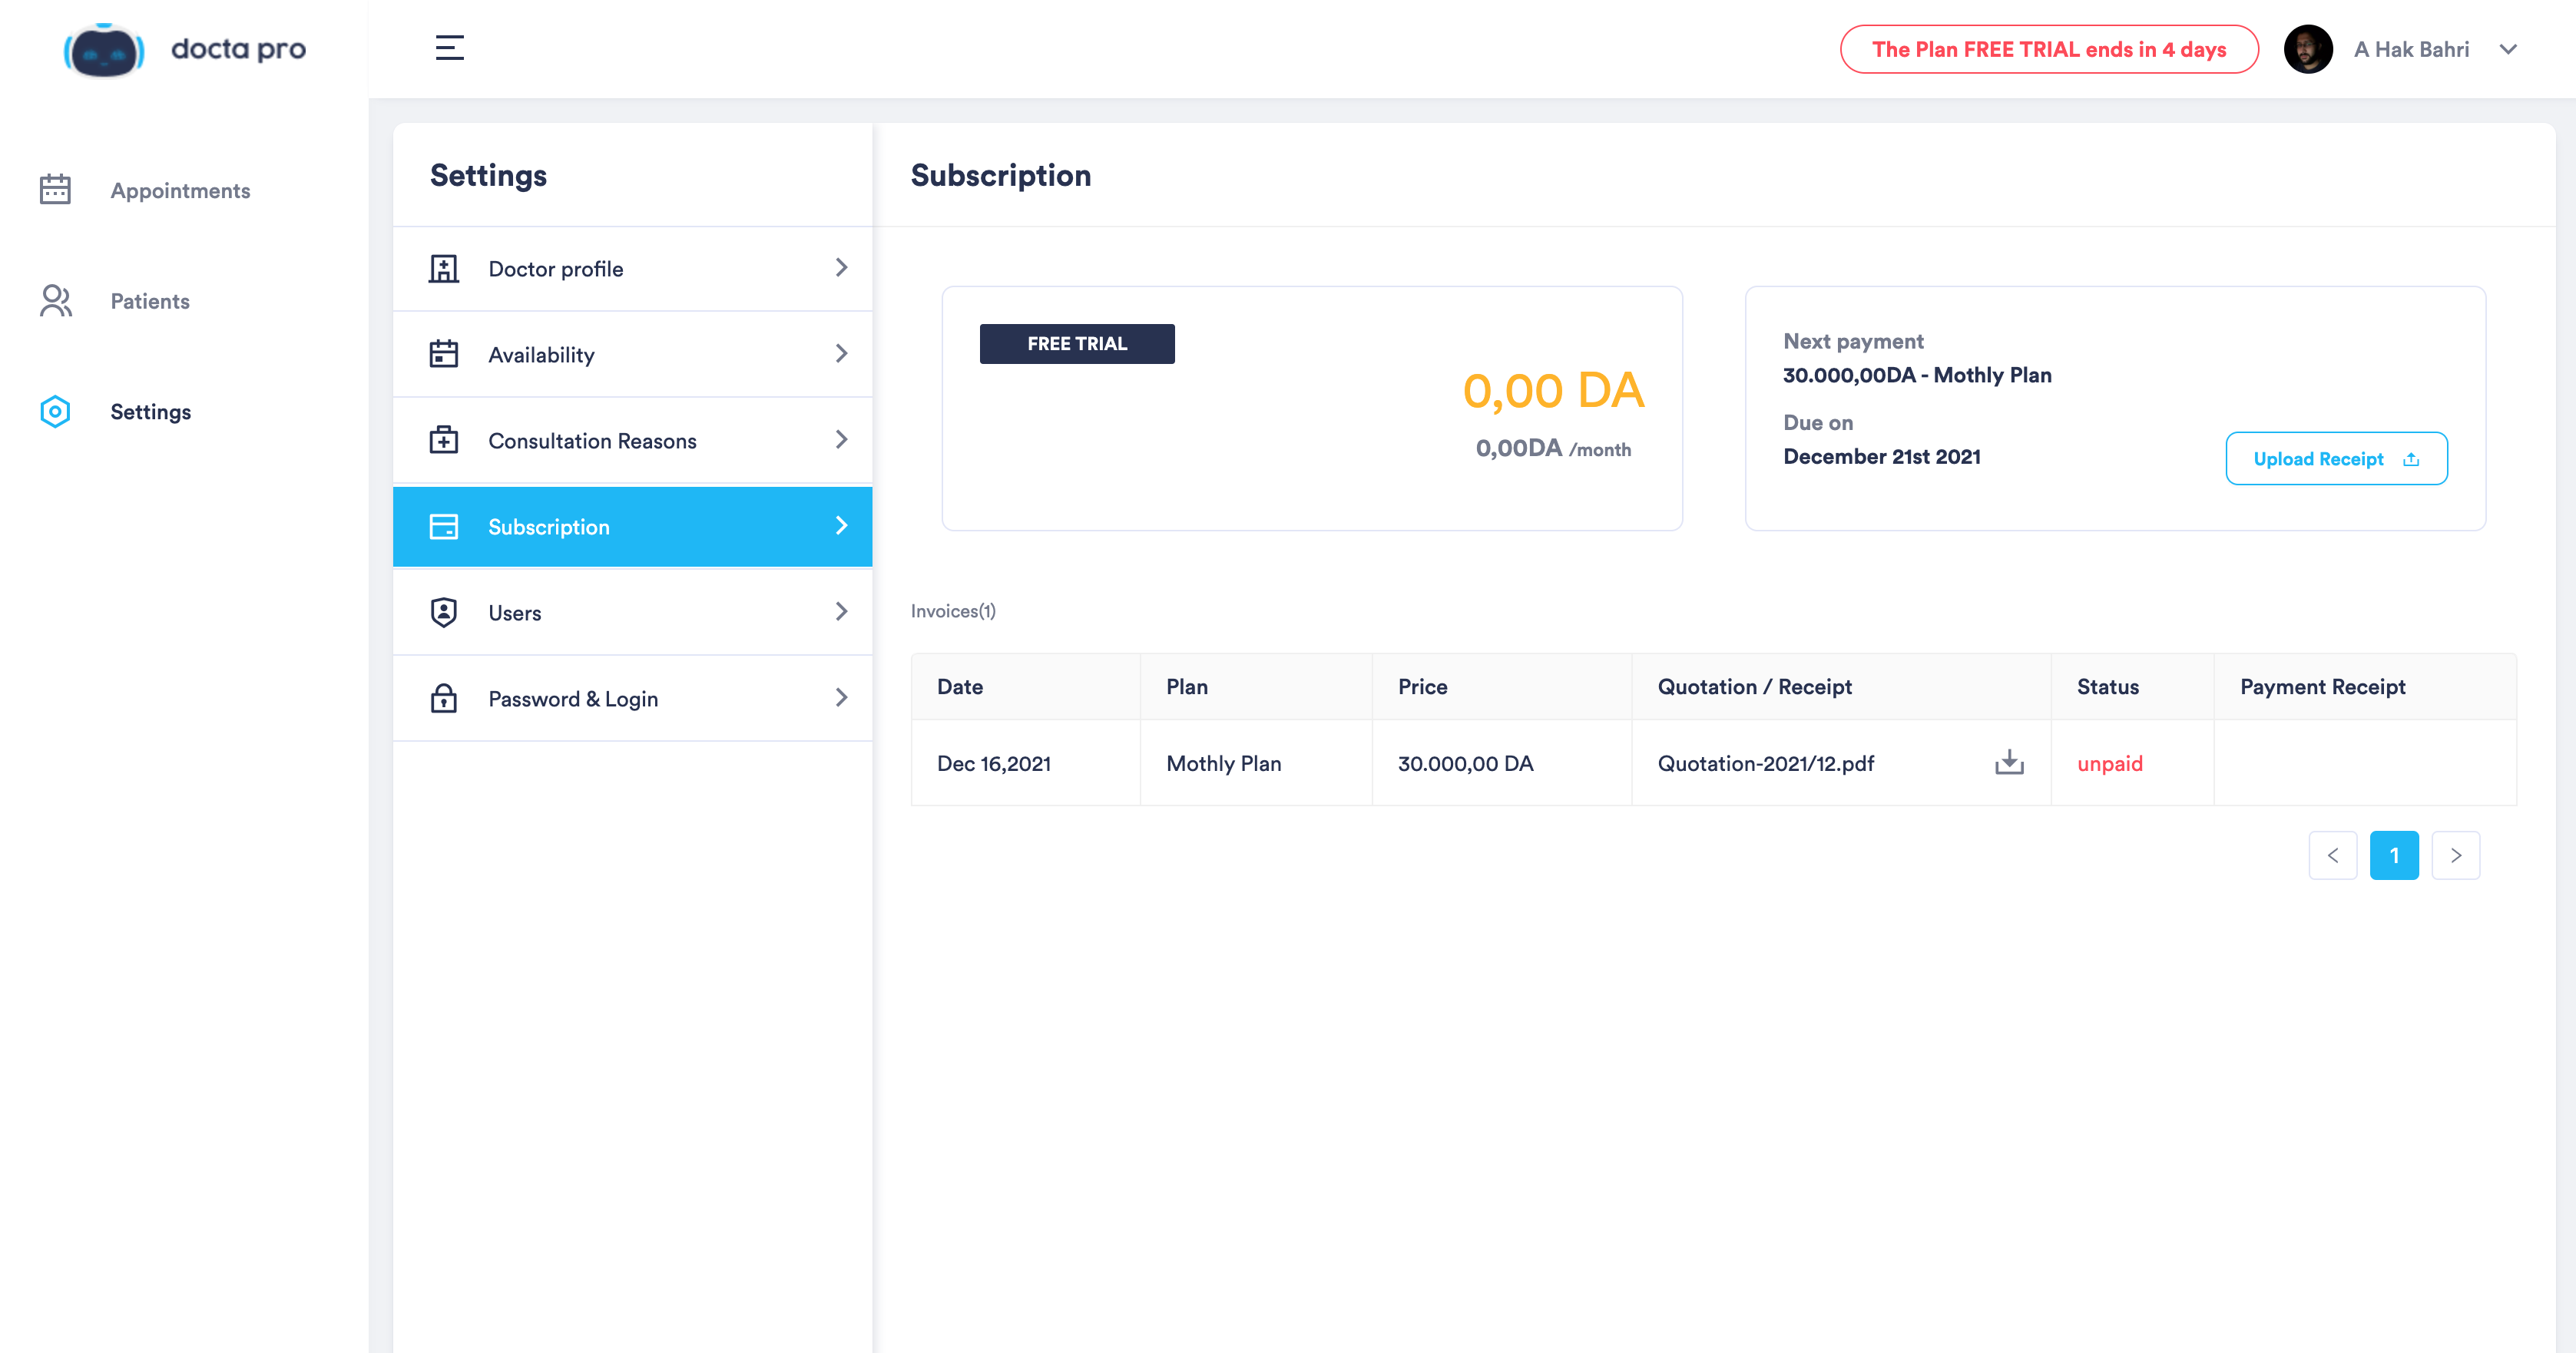 docta pro
The Plan FREE TRIAL ends in 4 days
A Hak Bahri
Appointments
Patients
Settings
Settings
Doctor profile
Availability
Consultation Reasons
Subscription
Users
Password & Login
Subscription
FREE TRIAL
0,00 DA
0,00DA /month
Next payment
30.000,00DA - Mothly Plan
Due on
December 21st 2021
Upload Receipt
Invoices(1)
Date Plan Price Quotation / Receipt Status Payment Receipt
Dec 16,2021 Mothly Plan 30.000,00 DA Quotation-2021/12.pdf unpaid
1